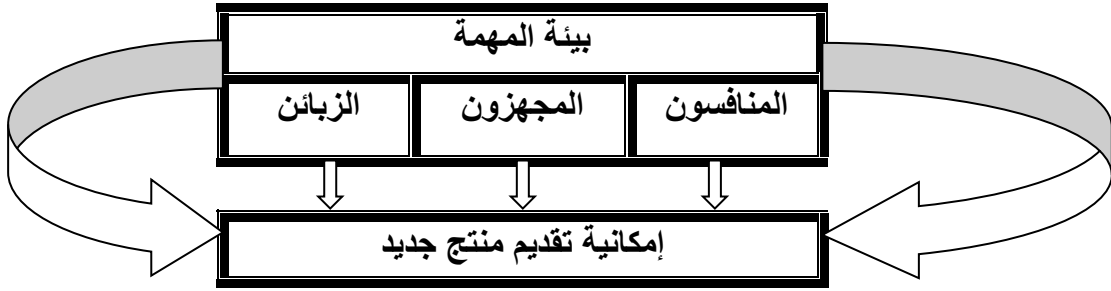 بيئة المهمة
المنافسون المجهزون الزبائن
إمكانية تقديم منتج جديد